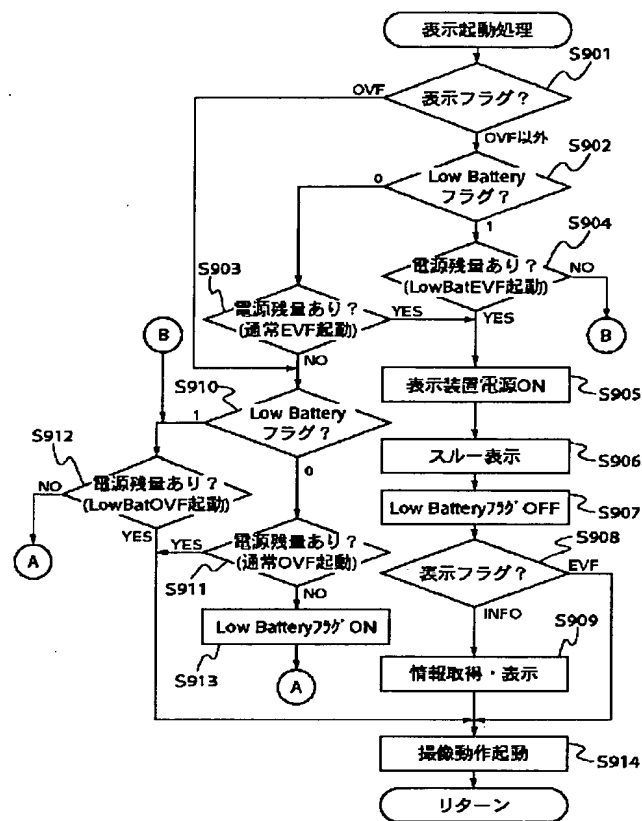 表示起動処理
S901
OVF
表示フラグ?
OVF以外
S902
0
Low Battery
フラグ?
1
S904
S903
電源残量あり?
(LowBatEVF起動)
NO
電源残量あり?
(通常EVF起動)
YES
YES
B
B
NO
S910
1
Low Battery
フラグ?
表示装置電源ON
S905
S912
0
スルー表示
S906
NO
電源残量あり?
(LowBatOVF起動)
Low Batteryフラグ OFF
S907
S908
YES
YES
電源残量あり?
(通常OVF起動)
表示フラグ?
EVF
A
S911
NO
INFO
S909
Low Batteryフラグ ON
S913
情報取得・表示
A
撮像動作起動
S914
リターン